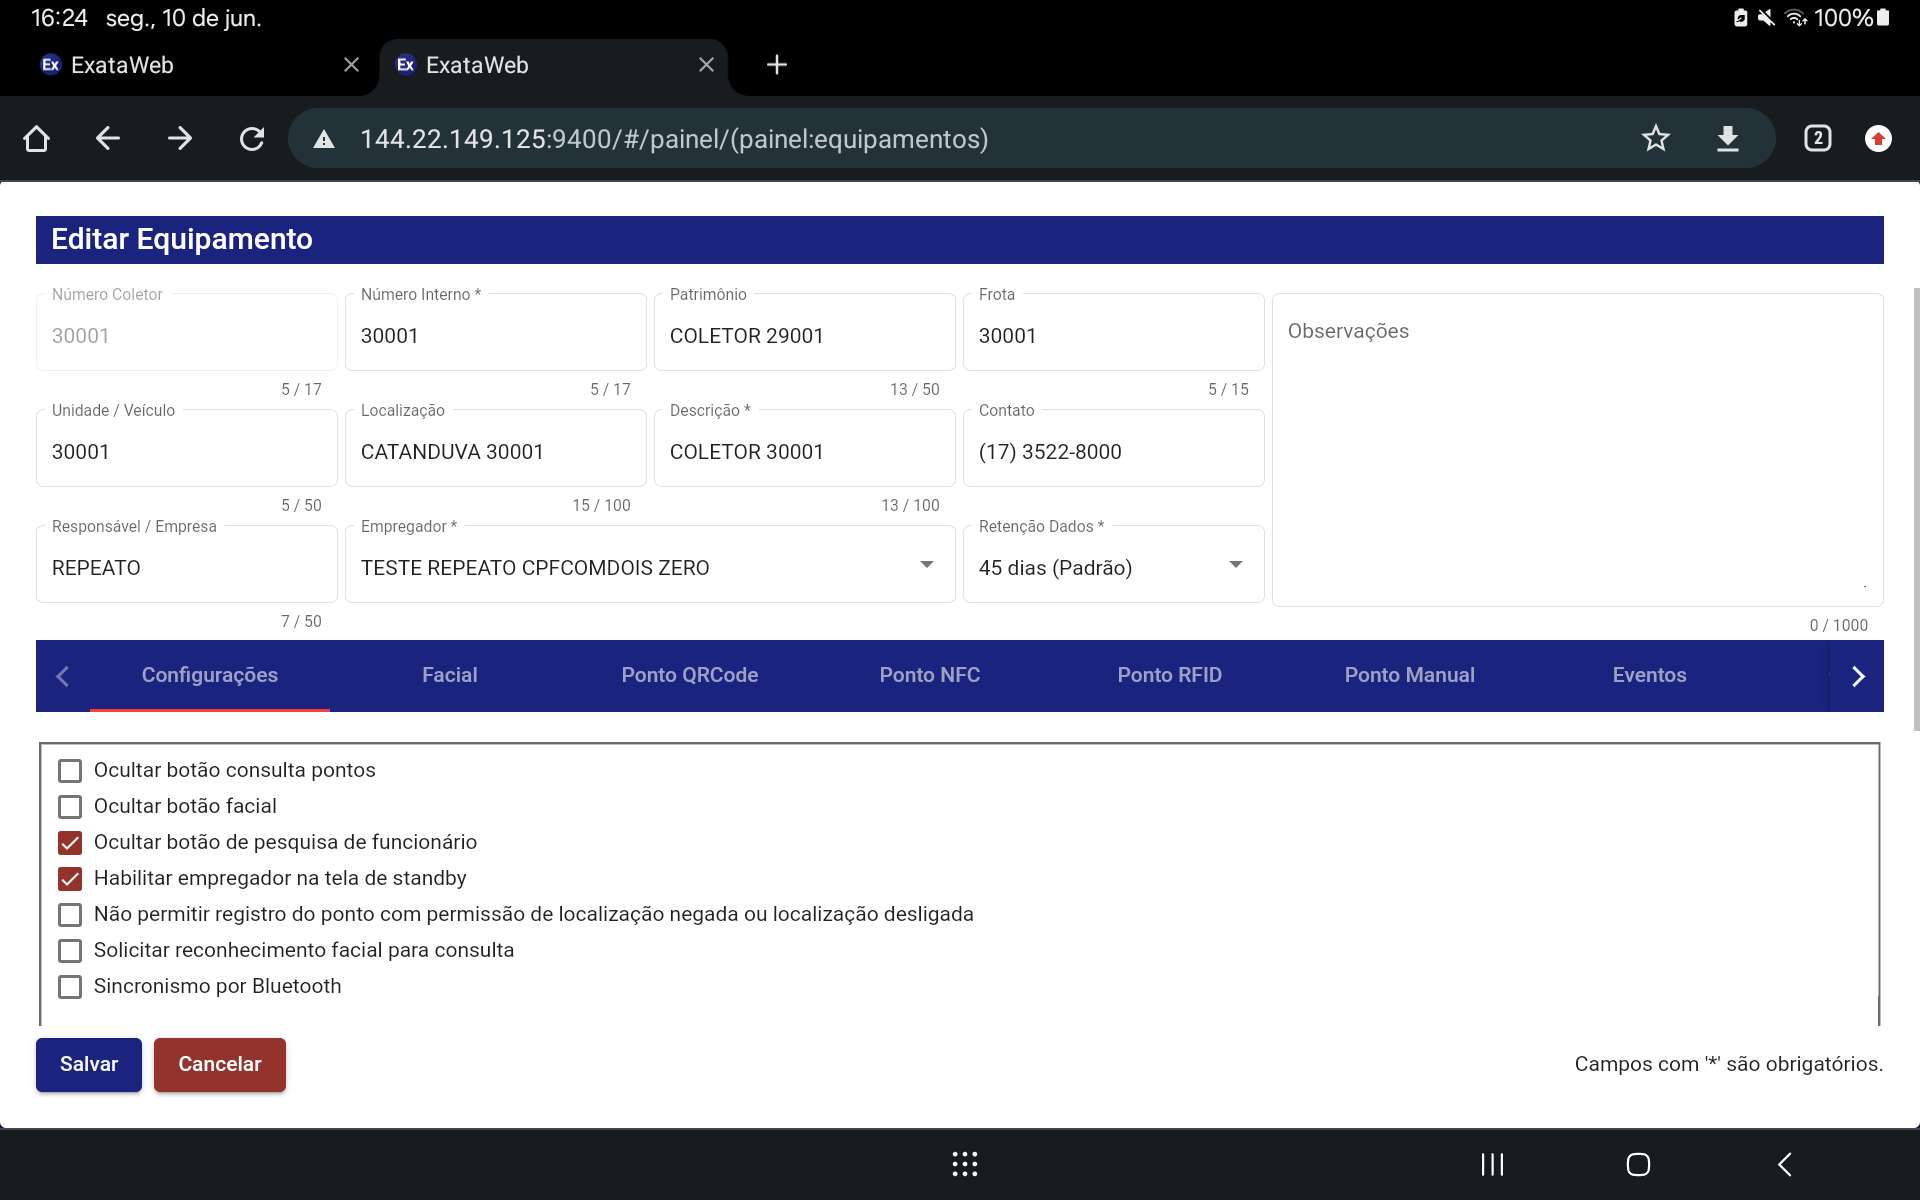 16:24 seg., 10 de jun. 100%
Ex ExataWeb Ex ExataWeb
144.22.149.125:9400/#/painel/(painel:equipamentos) 2
Editar Equipamento
Número Coletor Número Interno * Patrimônio Frota
30001 30001 COLETOR 29001 30001 Observações
5 / 17 5 / 17 13 / 50 5 / 15
Unidade / Veículo Localização Descrição * Contato
30001 CATANDUVA 30001 COLETOR 30001 (17) 3522-8000
5 / 50 15 / 100 13 / 100
Responsável / Empresa Empregador * Retenção Dados *
REPEATO TESTE REPEATO CPFCOMDOIS ZERO 45 dias (Padrão)
7 / 50 0 / 1000
Configurações Facial Ponto QRCode Ponto NFC Ponto RFID Ponto Manual Eventos
Ocultar botão consulta pontos
Ocultar botão facial
Ocultar botão de pesquisa de funcionário
Habilitar empregador na tela de standby
Não permitir registro do ponto com permissão de localização negada ou localização desligada
Solicitar reconhecimento facial para consulta
Sincronismo por Bluetooth
Salvar Cancelar Campos com '*' são obrigatórios.